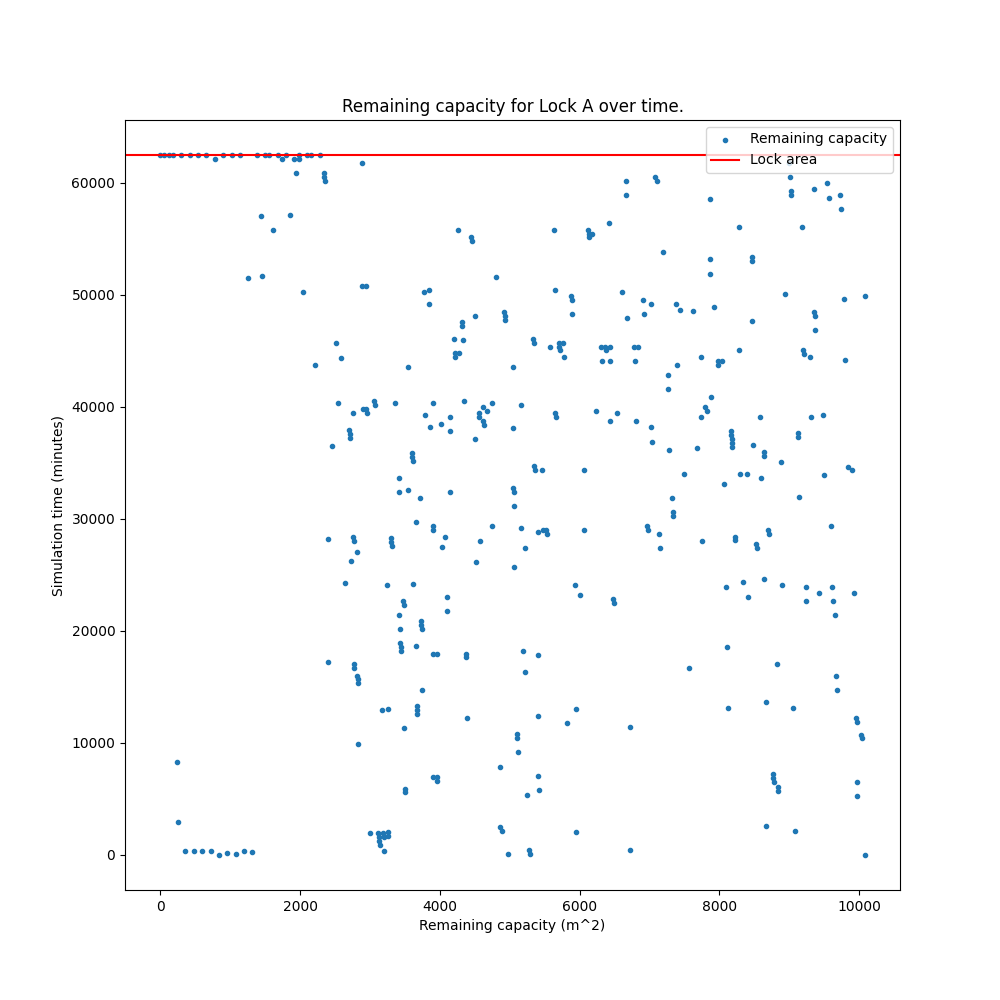 Remaining capacity for Lock A over time.
Remaining capacity
Lock area
60000
50000
40000
30000
20000
10000
0
Simulation time (minutes)
0 2000 4000 6000 8000 10000
Remaining capacity (m^2)